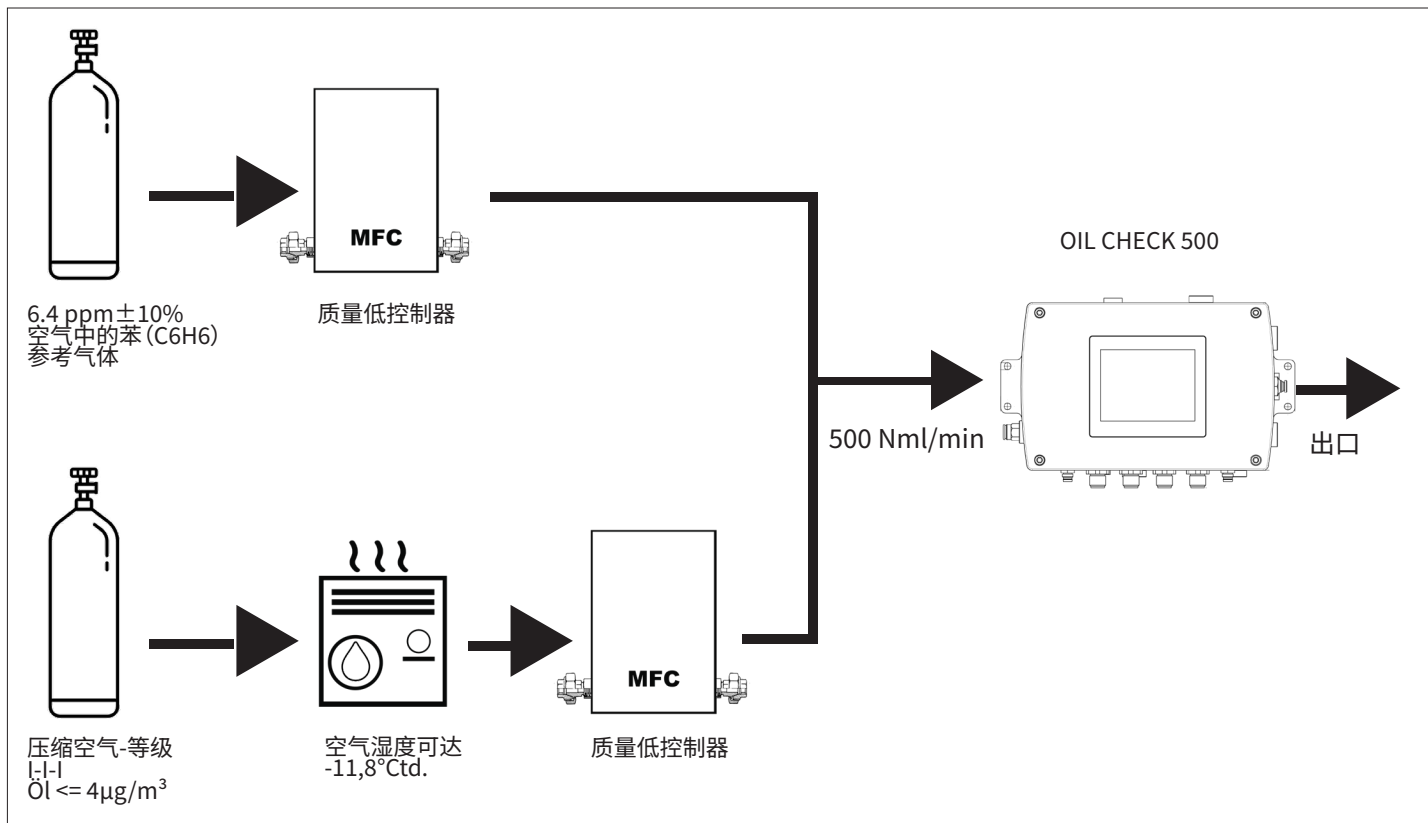 MFC
OIL CHECK 500
6.4 ppm±10%
空气中的苯（C6H6）
参考气体
质量低控制器
500 Nml/min
出口
MFC
压缩空气-等级
I-I-I
Öl <= 4µg/m³
空气湿度可达
-11,8°Ctd.
质量低控制器